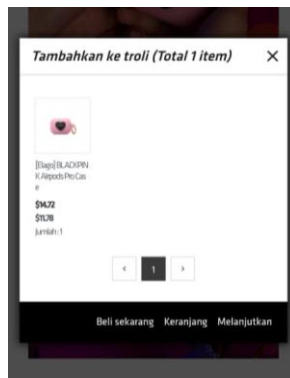 Tambahkan ke troli (Total 1 item)
[Elago] BLACKPIN
K Airpods Pro Cas
e
$14.72
$11.78
Jumlah : 1
< 1 >
Beli sekarang Keranjang Melanjutkan